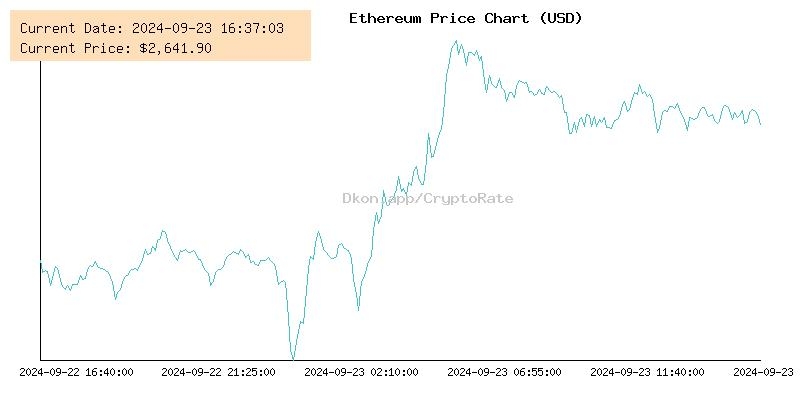 Ethereum Price Chart (USD)
Current Date: 2024-09-23 16:37:03
Current Price: $2,641.90
Dkon.app/CryptoRate
2024-09-22 16:40:00
2024-09-22 21:25:00
2024-09-23 02:10:00
2024-09-23 06:55:00
2024-09-23 11:40:00
2024-09-23